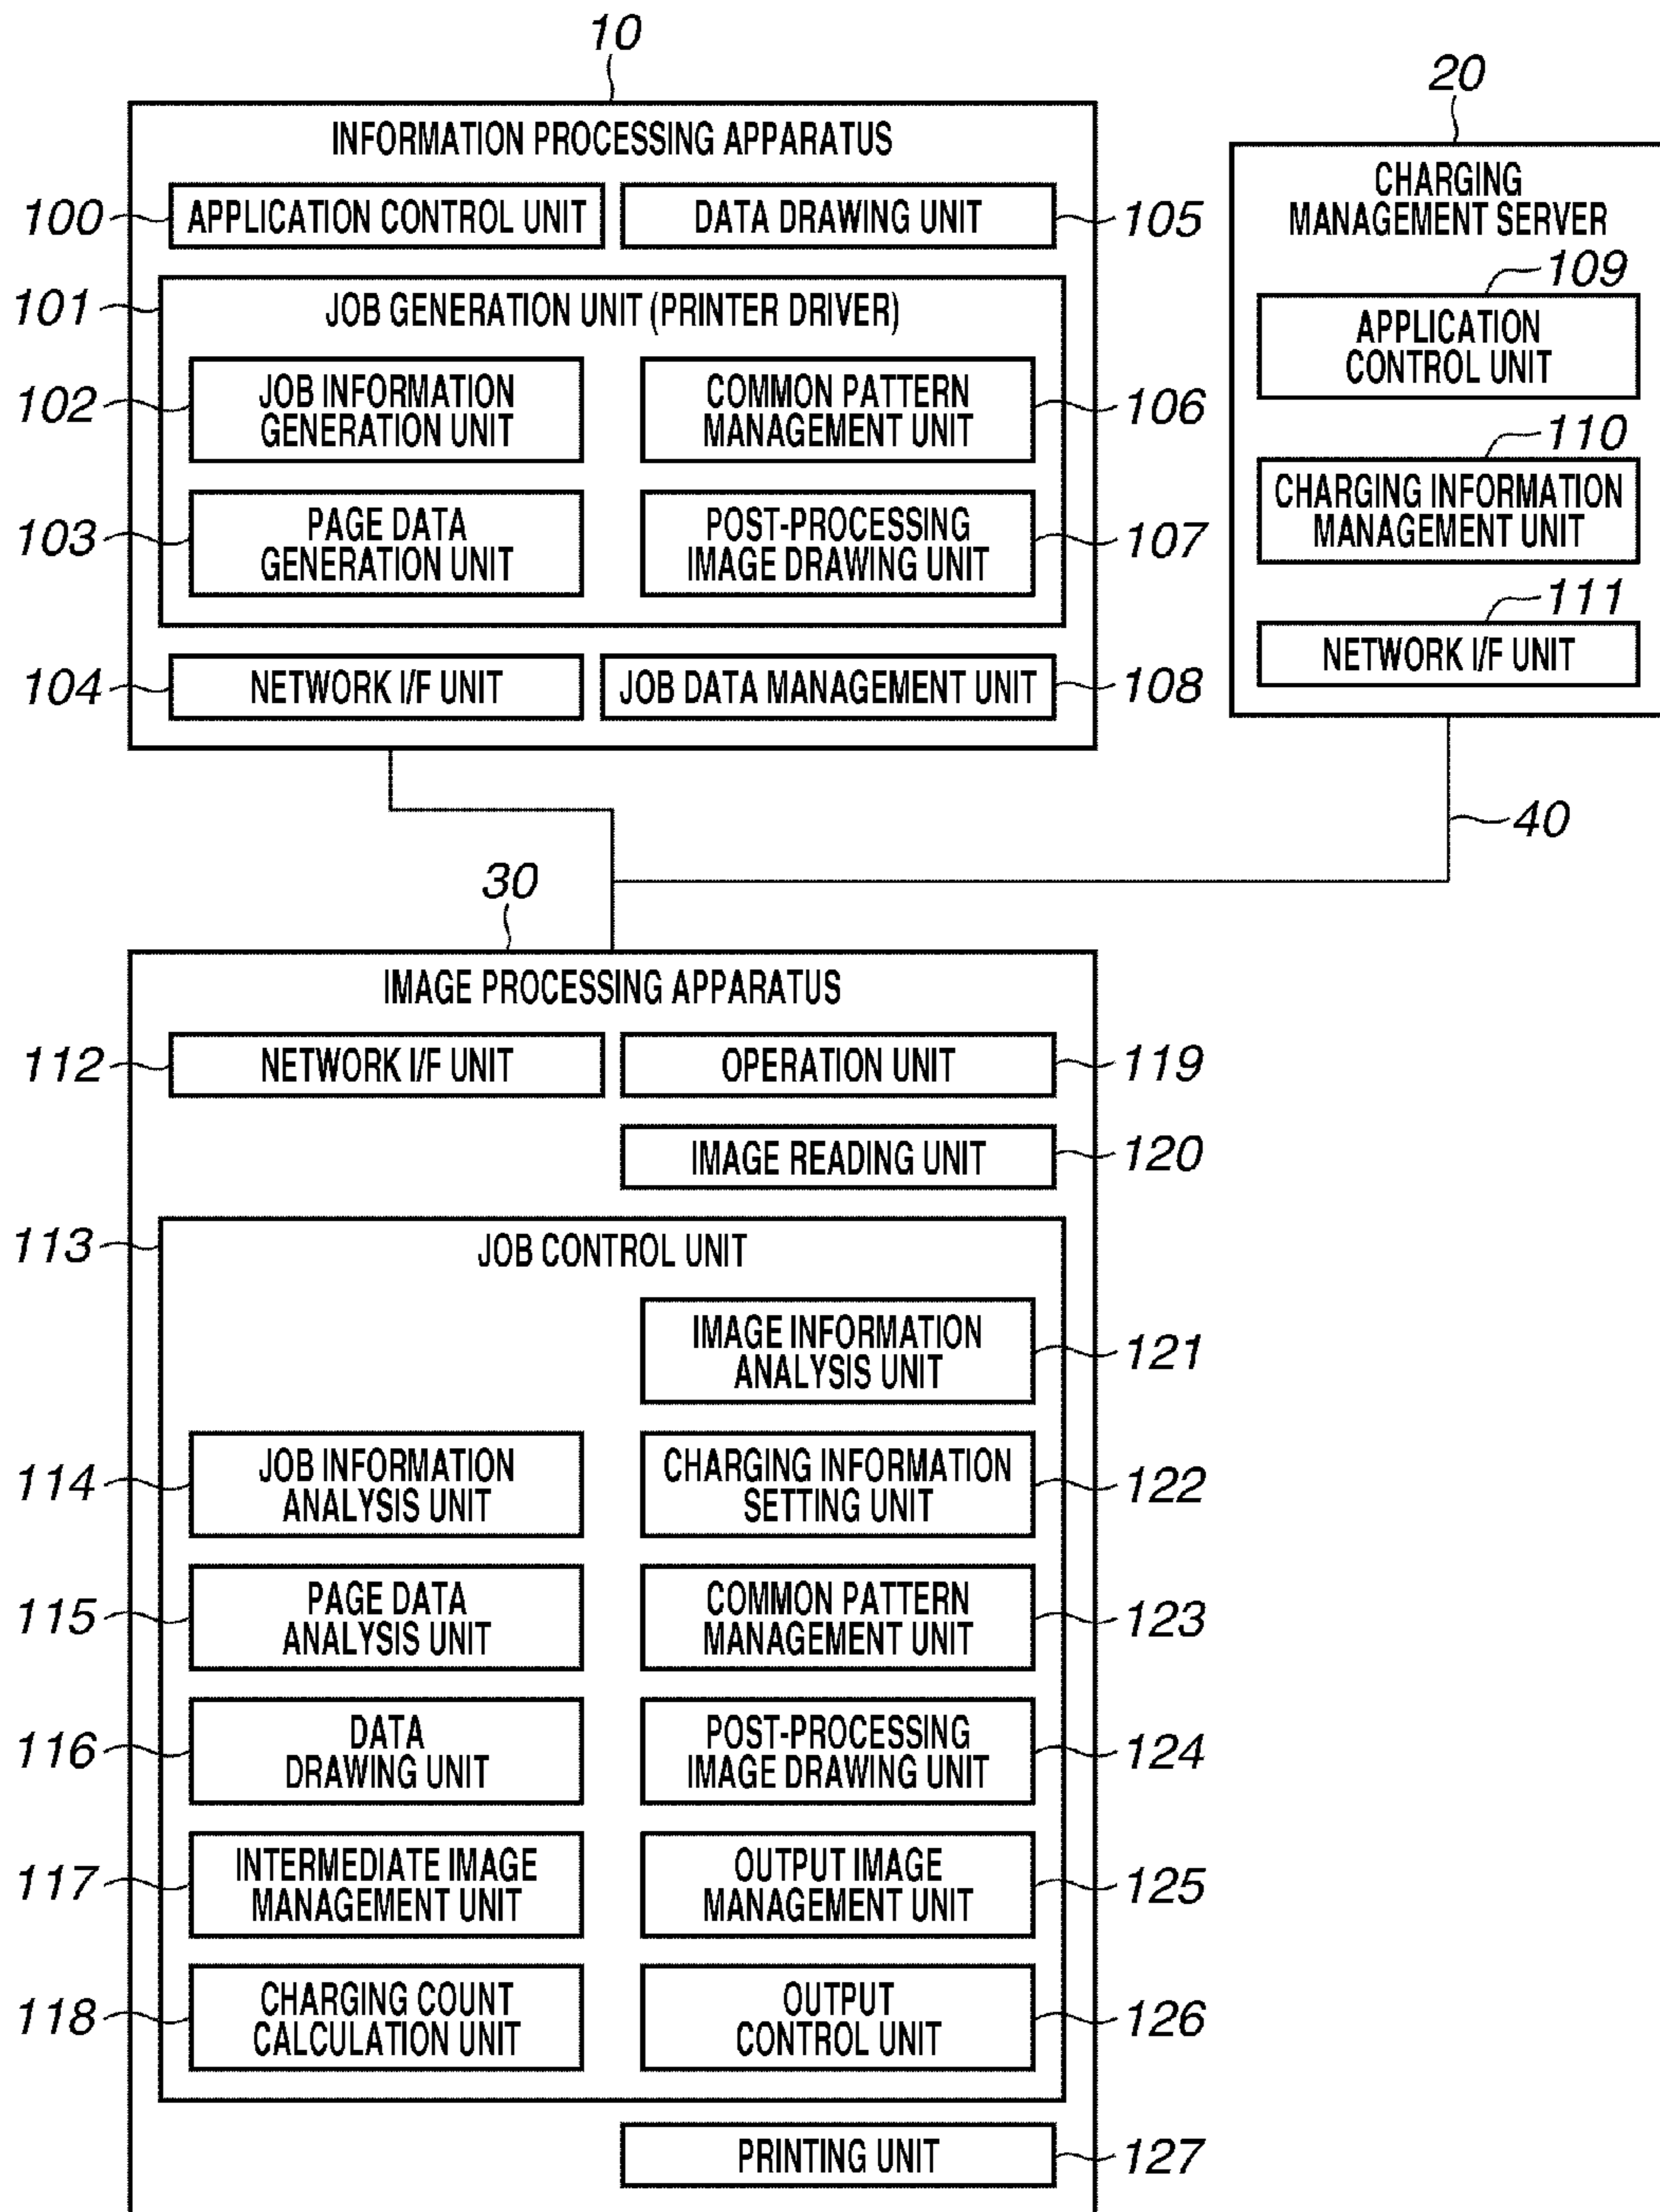 10
INFORMATION PROCESSING APPARATUS
100
APPLICATION CONTROL UNIT
DATA DRAWING UNIT
105
101
JOB GENERATION UNIT (PRINTER DRIVER)
102
JOB INFORMATION
GENERATION UNIT
COMMON PATTERN
MANAGEMENT UNIT
106
103
PAGE DATA
GENERATION UNIT
POST-PROCESSING
IMAGE DRAWING UNIT
107
104
NETWORK I/F UNIT
JOB DATA MANAGEMENT UNIT
108
20
CHARGING
MANAGEMENT SERVER
109
APPLICATION
CONTROL UNIT
110
CHARGING INFORMATION
MANAGEMENT UNIT
111
NETWORK I/F UNIT
40
30
IMAGE PROCESSING APPARATUS
112
NETWORK I/F UNIT
OPERATION UNIT
119
IMAGE READING UNIT
120
113
JOB CONTROL UNIT
IMAGE INFORMATION
ANALYSIS UNIT
121
114
JOB INFORMATION
ANALYSIS UNIT
CHARGING INFORMATION
SETTING UNIT
122
115
PAGE DATA
ANALYSIS UNIT
COMMON PATTERN
MANAGEMENT UNIT
123
116
DATA
DRAWING UNIT
POST-PROCESSING
IMAGE DRAWING UNIT
124
117
INTERMEDIATE IMAGE
MANAGEMENT UNIT
OUTPUT IMAGE
MANAGEMENT UNIT
125
118
CHARGING COUNT
CALCULATION UNIT
OUTPUT
CONTROL UNIT
126
PRINTING UNIT
127